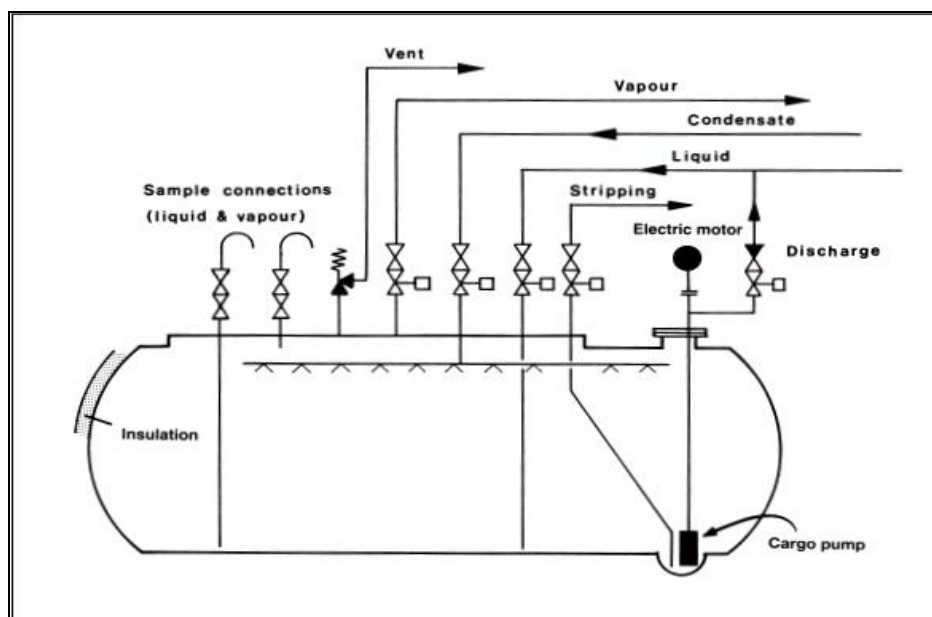 Vent
Vapour
Condensate
Liquid
Sample connections
(liquid & vapour)
Stripping
Electric motor
Discharge
Insulation
Cargo pump